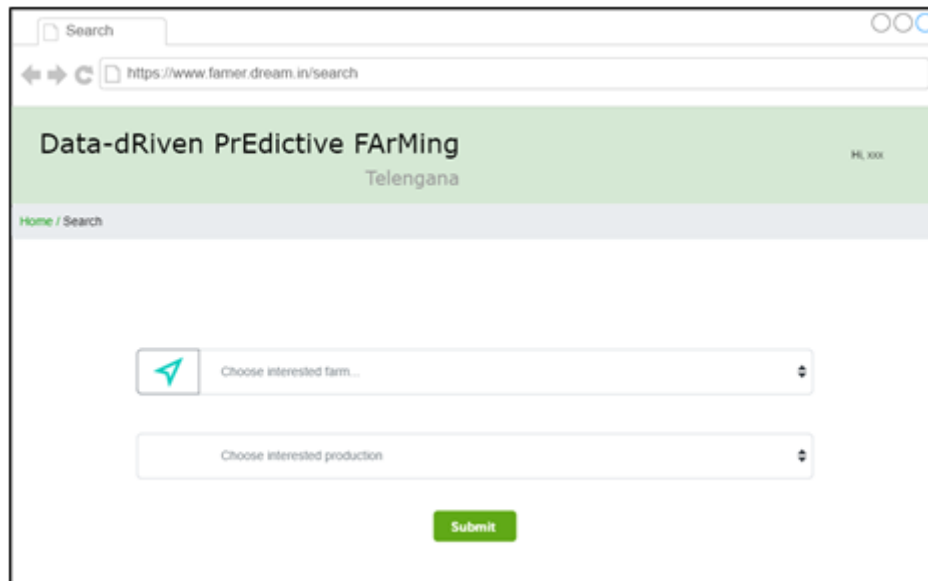 Search
https://www.famer.dream.in/search
Data-dRiven PrEdictive FArMing
Telengana
Hi, xxx
Home / Search
Choose interested farm...
Choose interested production
Submit